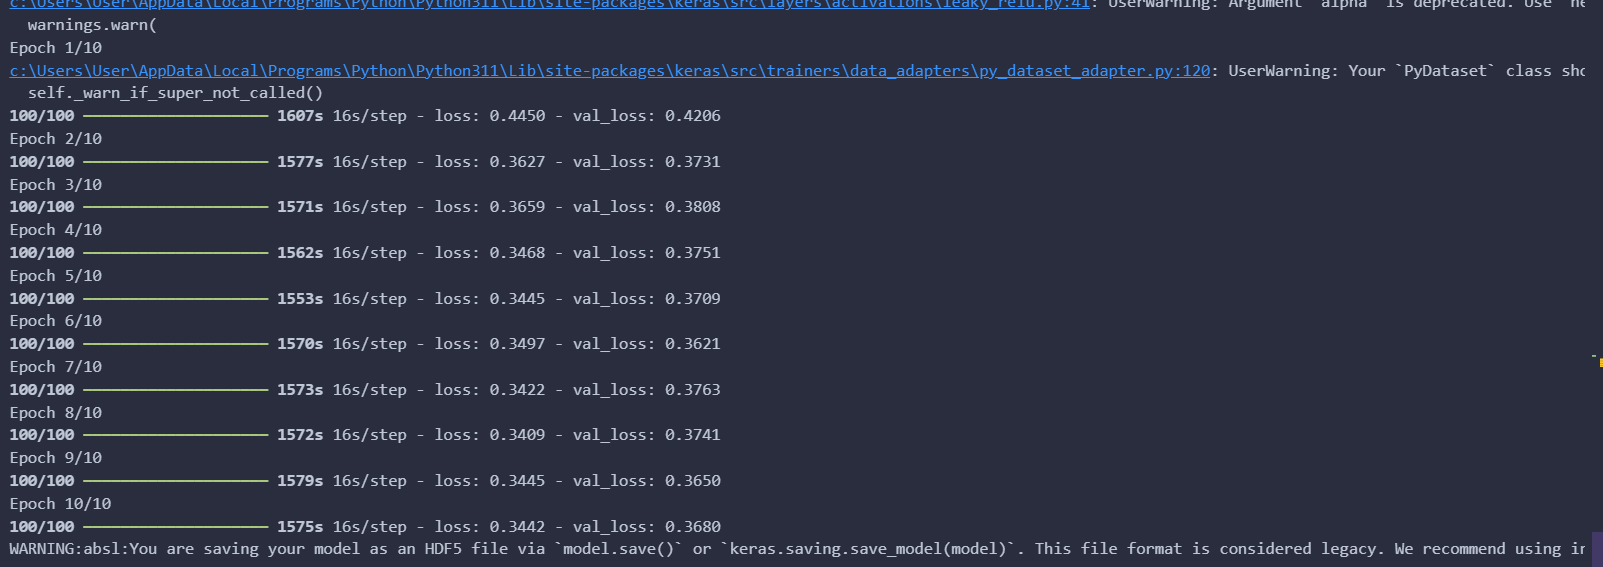 c:\Users\User\AppData\Local\Programs\Python\Python311\Lib\site-packages\keras\src\layers\activations\leaky_relu.py:41: UserWarning: Argument `alpha` is deprecated. Use `ne
  warnings.warn(
Epoch 1/10
c:\Users\User\AppData\Local\Programs\Python\Python311\Lib\site-packages\keras\src\trainers\data_adapters\py_dataset_adapter.py:120: UserWarning: Your `PyDataset` class sho
  self._warn_if_super_not_called()
100/100 ━━━━━━━━━━━━━━━━━━━━ 1607s 16s/step - loss: 0.4450 - val_loss: 0.4206
Epoch 2/10
100/100 ━━━━━━━━━━━━━━━━━━━━ 1577s 16s/step - loss: 0.3627 - val_loss: 0.3731
Epoch 3/10
100/100 ━━━━━━━━━━━━━━━━━━━━ 1571s 16s/step - loss: 0.3659 - val_loss: 0.3808
Epoch 4/10
100/100 ━━━━━━━━━━━━━━━━━━━━ 1562s 16s/step - loss: 0.3468 - val_loss: 0.3751
Epoch 5/10
100/100 ━━━━━━━━━━━━━━━━━━━━ 1553s 16s/step - loss: 0.3445 - val_loss: 0.3709
Epoch 6/10
100/100 ━━━━━━━━━━━━━━━━━━━━ 1570s 16s/step - loss: 0.3497 - val_loss: 0.3621
Epoch 7/10
100/100 ━━━━━━━━━━━━━━━━━━━━ 1573s 16s/step - loss: 0.3422 - val_loss: 0.3763
Epoch 8/10
100/100 ━━━━━━━━━━━━━━━━━━━━ 1572s 16s/step - loss: 0.3409 - val_loss: 0.3741
Epoch 9/10
100/100 ━━━━━━━━━━━━━━━━━━━━ 1579s 16s/step - loss: 0.3445 - val_loss: 0.3650
Epoch 10/10
100/100 ━━━━━━━━━━━━━━━━━━━━ 1575s 16s/step - loss: 0.3442 - val_loss: 0.3680
WARNING:absl:You are saving your model as an HDF5 file via `model.save()` or `keras.saving.save_model(model)`. This file format is considered legacy. We recommend using in